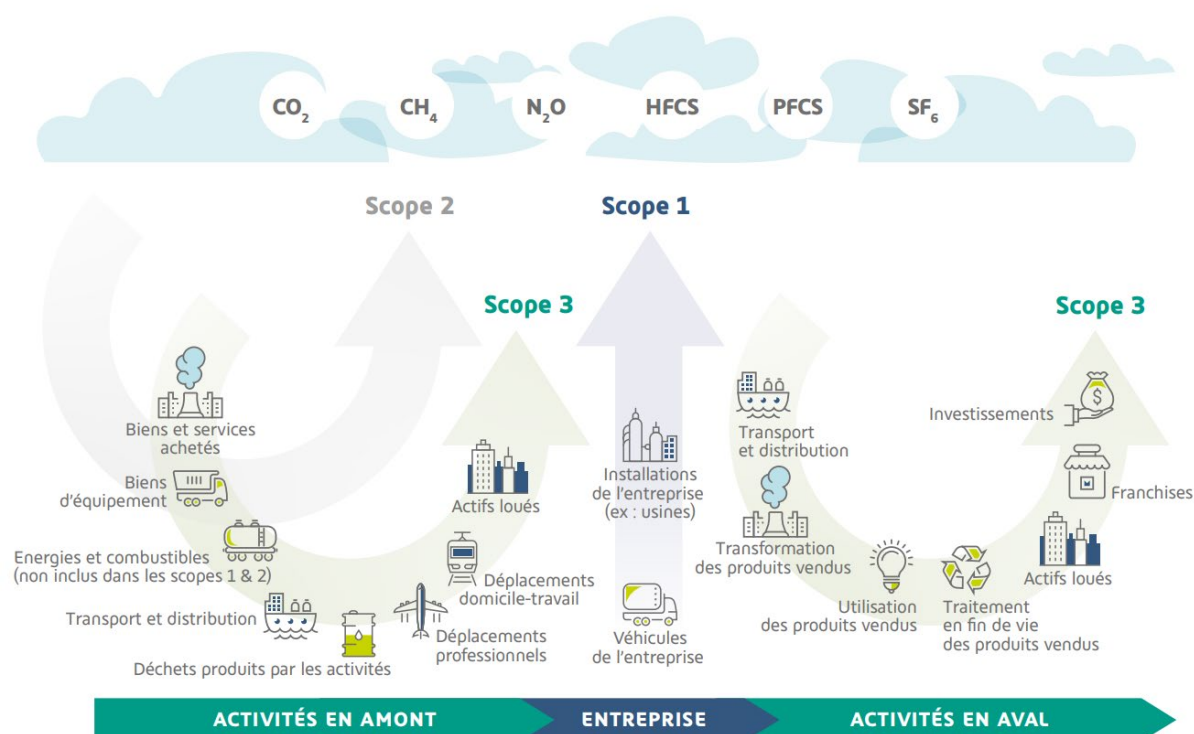 CO₂
CH₄
N₂O
HFCS
PFCS
SF₆
Scope 2
Scope 1
Scope 3
Scope 3
Biens et services
achetés
Biens
d'équipement
Energies et combustibles
(non inclus dans les scopes 1 & 2)
Transport et distribution
Déchets produits par les activités
Déplacements
professionnels
Déplacements
domicile-travail
Actifs loués
Installations
de l'entreprise
(ex : usines)
Véhicules
de l'entreprise
Transport
et distribution
Transformation
des produits vendus
Utilisation
des produits vendus
Traitement
en fin de vie
des produits vendus
Actifs loués
Franchises
Investissements
$
ACTIVITÉS EN AMONT
ENTREPRISE
ACTIVITÉS EN AVAL